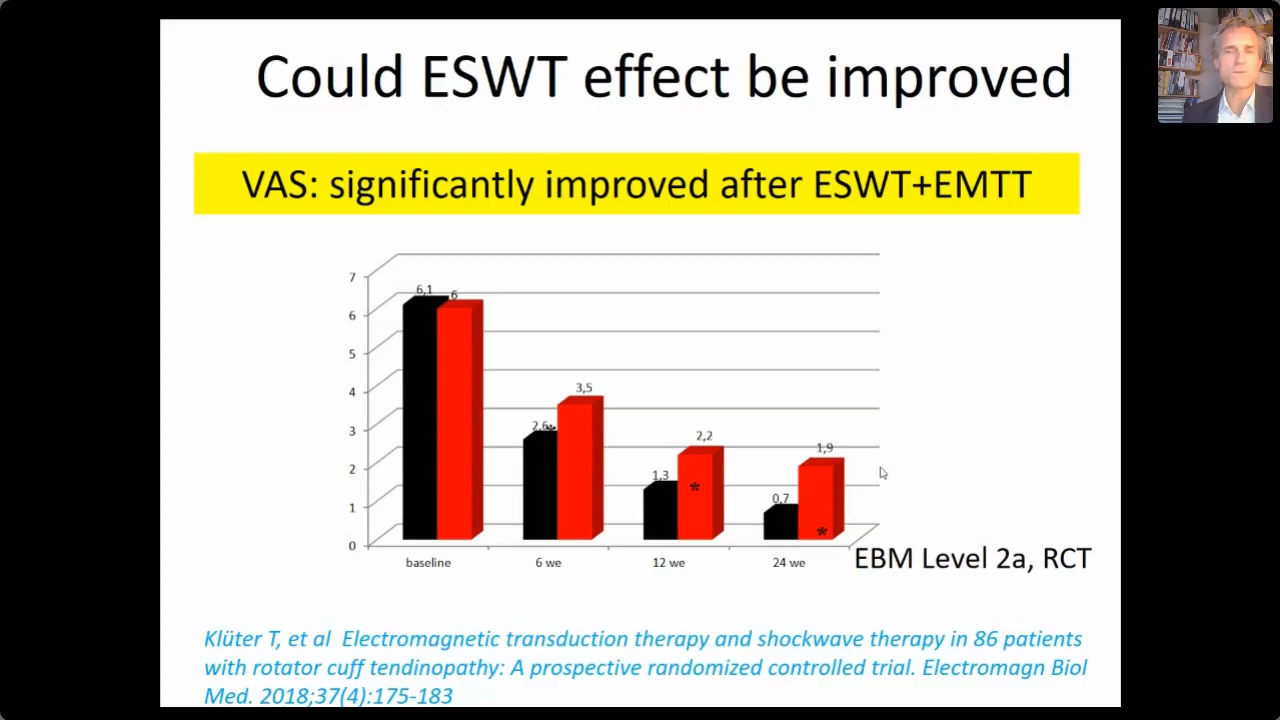 Could ESWT effect be improved
VAS: significantly improved after ESWT+EMTT
7
6
5
4
3
2
1
0
6,1
6
2,6
*
3,5
1,3
2,2
*
0,7
1,9
*
baseline
6 we
12 we
24 we
EBM Level 2a, RCT
Klüter T, et al Electromagnetic transduction therapy and shockwave therapy in 86 patients
with rotator cuff tendinopathy: A prospective randomized controlled trial. Electromagn Biol
Med. 2018;37(4):175-183